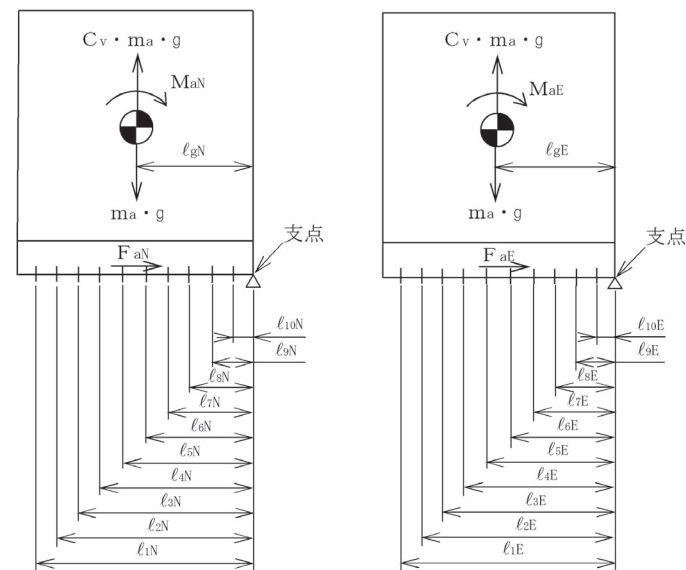 Cv・ma・g
MaN
ℓgN
ma・g
FaN
支点
ℓ10N
ℓ9N
ℓ8N
ℓ7N
ℓ6N
ℓ5N
ℓ4N
ℓ3N
ℓ2N
ℓ1N
Cv・ma・g
MaE
ℓgE
ma・g
FaE
支点
ℓ10E
ℓ9E
ℓ8E
ℓ7E
ℓ6E
ℓ5E
ℓ4E
ℓ3E
ℓ2E
ℓ1E